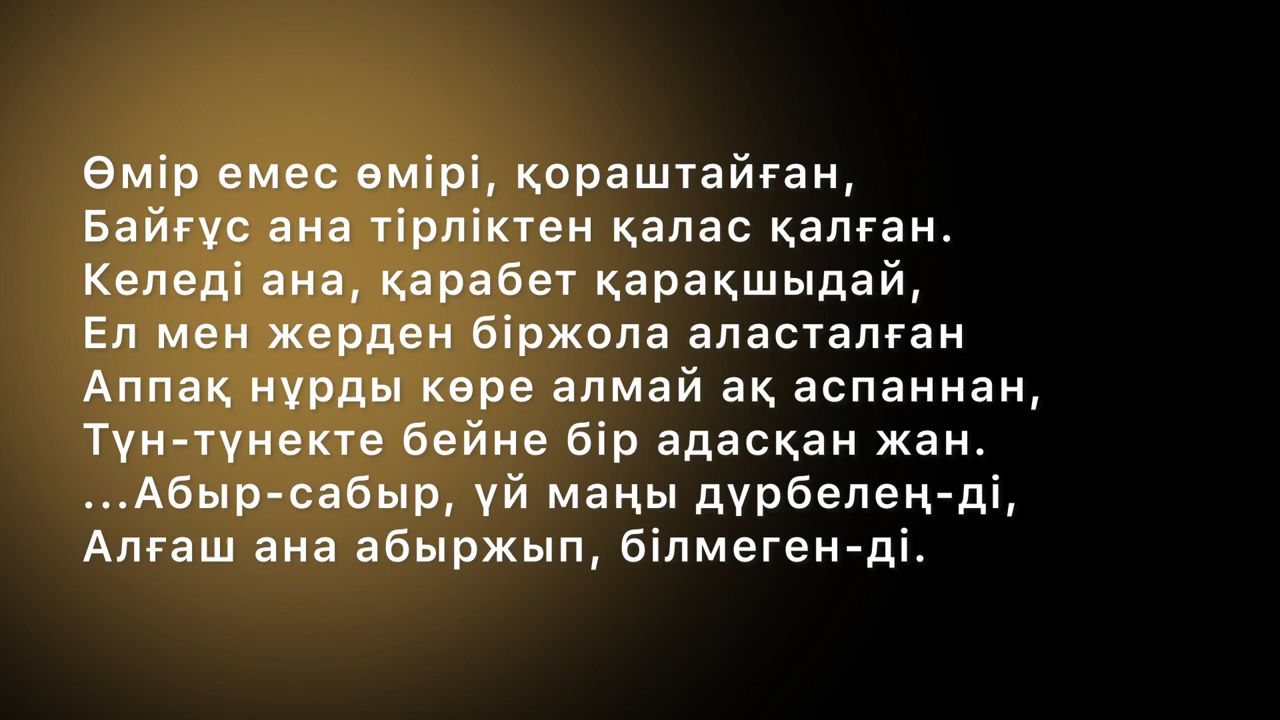 Өмір емес өмірі, қораштайған,
Байғұс ана тірліктен қалас қалған.
Келеді ана, қарабет қарақшыдай,
Ел мен жерден біржола аласталған
Аппақ нұрды көре алмай ақ аспаннан,
Түн-түнекте бейне бір адасқан жан.
...Абыр-сабыр, үй маңы дүрбелең-ді,
Алғаш ана абыржып, білмеген-ді.